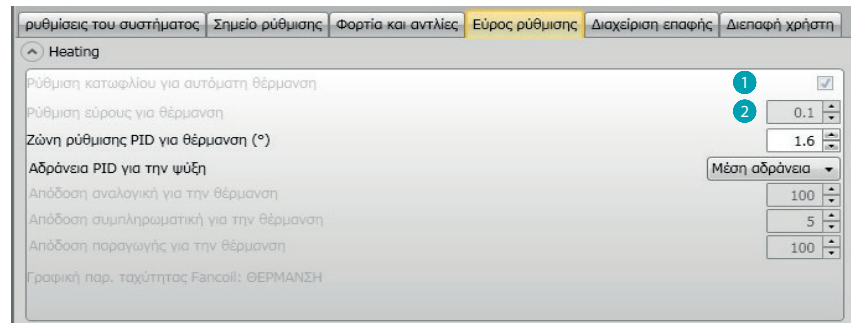 ρυθμίσεις του συστήματος Σημείο ρύθμισης Φορτία και αντλίες Εύρος ρύθμισης Διαχείριση επαφής Διεπαφή χρήστη
Heating
Ρύθμιση κατωφλίου για αυτόματη θέρμανση 1
Ρύθμιση εύρους για θέρμανση 2 0.1
Ζώνη ρύθμισης PID για θέρμανση (°) 1.6
Αδράνεια PID για την ψύξη Μέση αδράνεια
Απόδοση αναλογική για την θέρμανση 100
Απόδοση συμπληρωματική για την θέρμανση 5
Απόδοση παραγωγής για την θέρμανση 100
Γραφική παρ. ταχύτητας Fancoil: ΘΕΡΜΑΝΣΗ